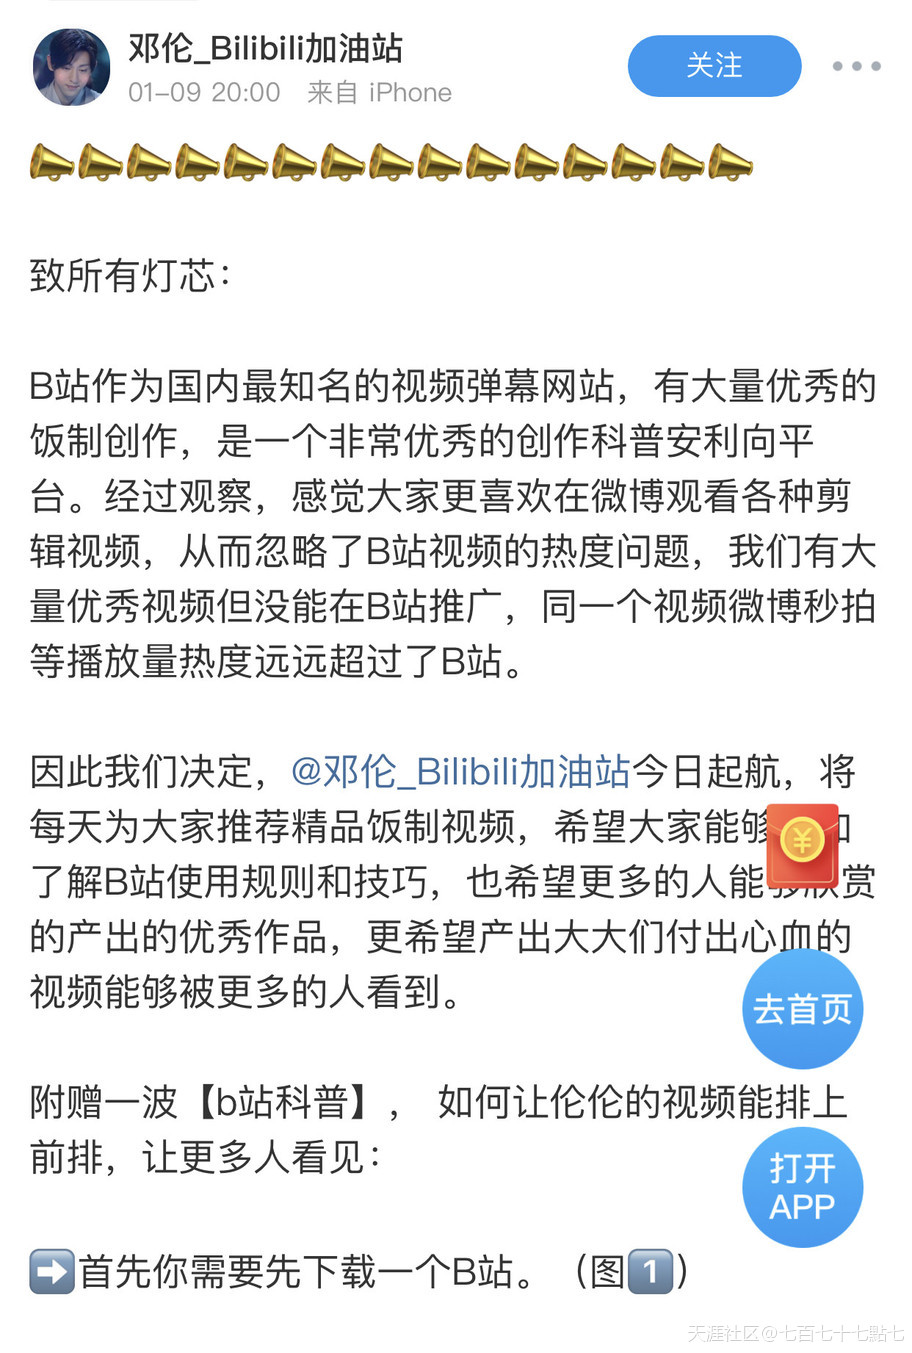 邓伦_Bilibili加油站
关注
01-09 20:00 来自 iPhone
致所有灯芯：
B站作为国内最知名的视频弹幕网站，有大量优秀的
饭制创作，是一个非常优秀的创作科普安利向平
台。经过观察，感觉大家更喜欢在微博观看各种剪
辑视频，从而忽略了B站视频的热度问题，我们有大
量优秀视频但没能在B站推广，同一个视频微博秒拍
等播放量热度远远超过了B站。
因此我们决定，@邓伦_Bilibili加油站今日起航，将
每天为大家推荐精品饭制视频，希望大家能够
了解B站使用规则和技巧，也希望更多的人能够欣赏
的产出的优秀作品，更希望产出大大们付出心血的
视频能够被更多的人看到。
去首页
附赠一波【b站科普】， 如何让伦伦的视频能排上
前排，让更多人看见：
打开
APP
➡️首先你需要先下载一个B站。（图1️⃣）
天涯社区@七百七十七點七